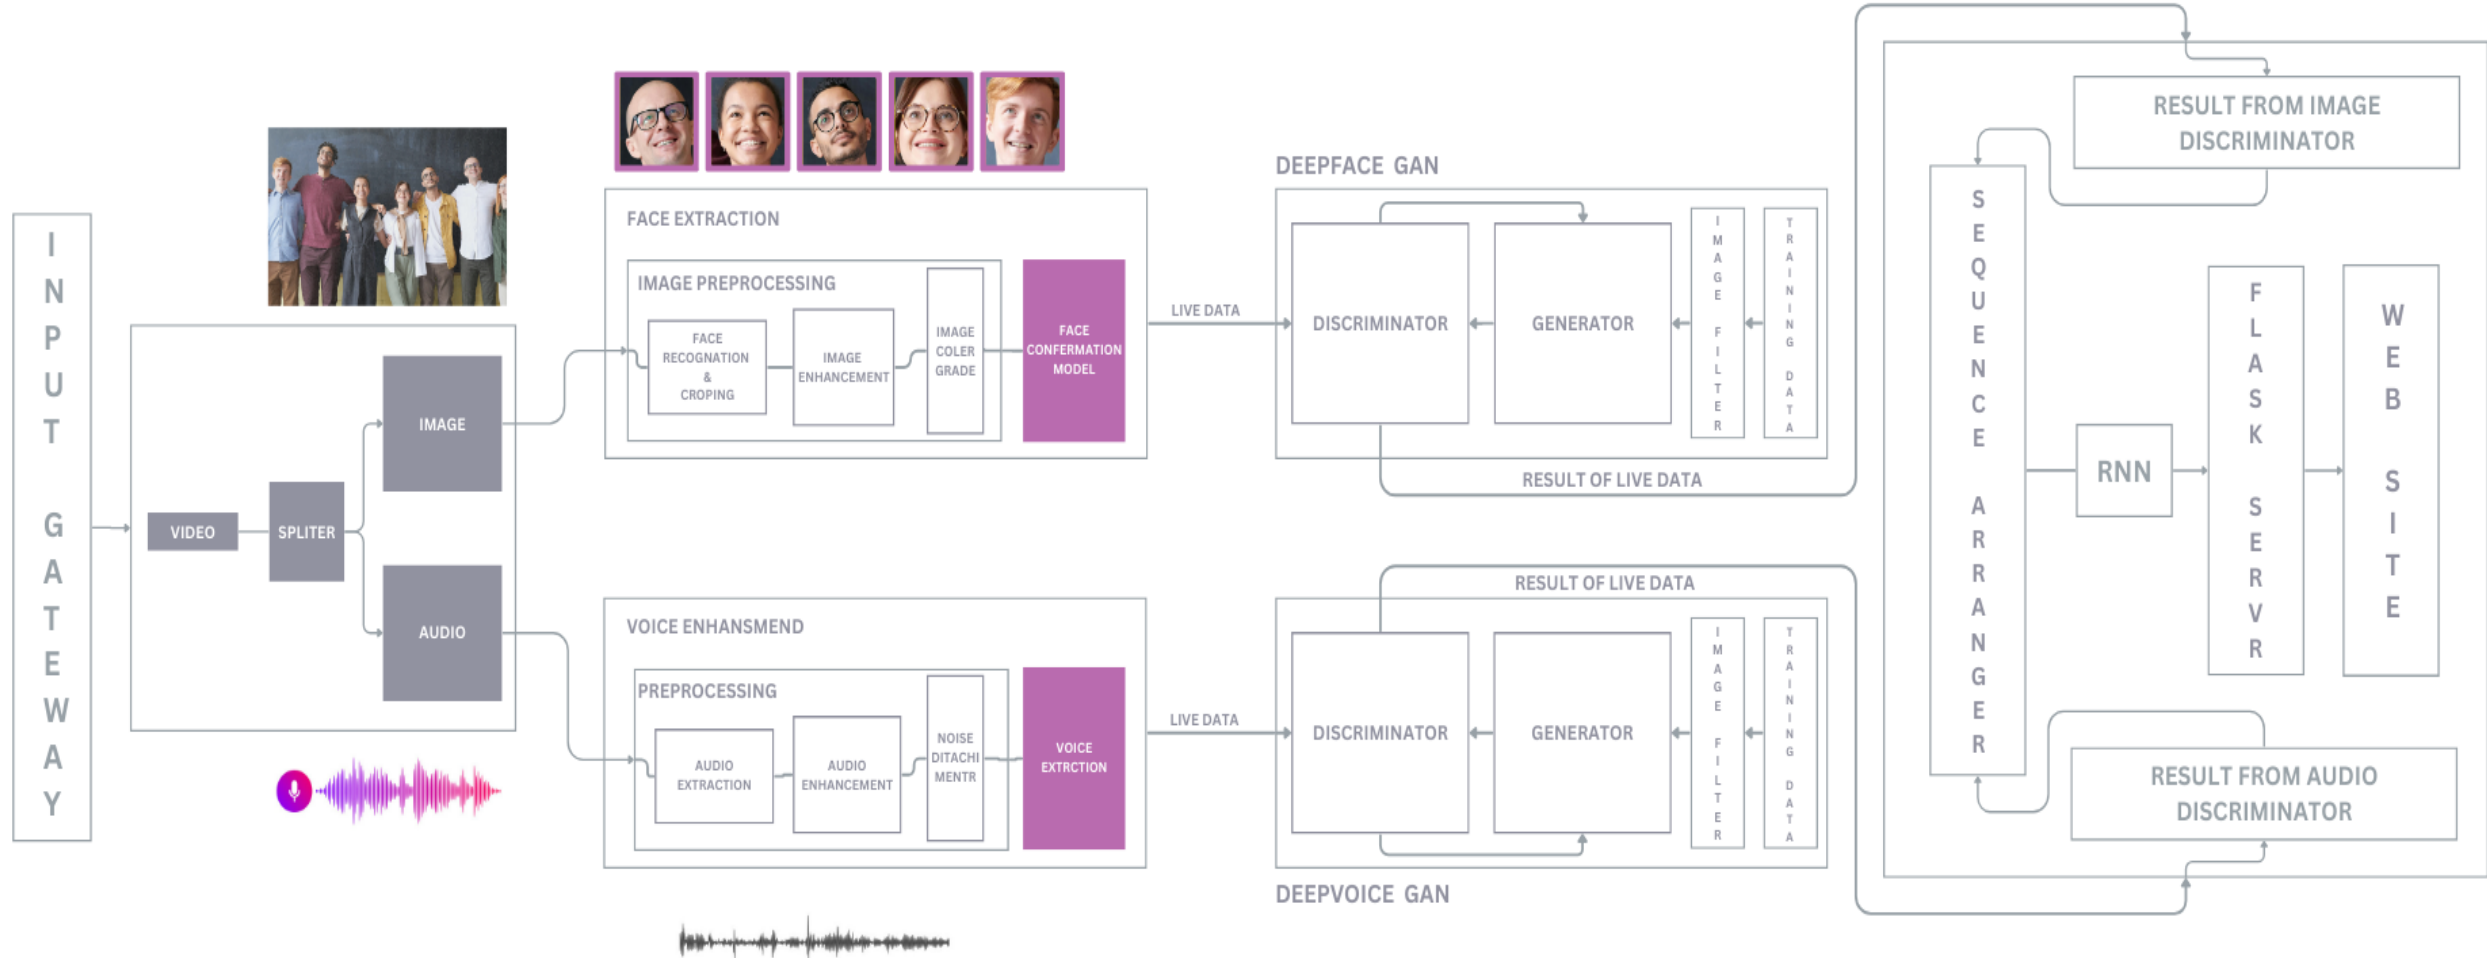 INPUT GATEWAY
VIDEO
SPLITER
IMAGE
AUDIO
FACE EXTRACTION
IMAGE PREPROCESSING
FACE
RECOGNATION
&
CROPING
IMAGE
ENHANCEMENT
IMAGE
COLER
GRADE
FACE
CONFERMATION
MODEL
LIVE DATA
DEEPFACE GAN
DISCRIMINATOR
GENERATOR
IMAGE FILTER
TRAINING DATA
RESULT OF LIVE DATA
VOICE ENHANSMEND
PREPROCESSING
AUDIO
EXTRACTION
AUDIO
ENHANCEMENT
NOISE
DITACHI
MENTR
VOICE
EXTRCTION
LIVE DATA
RESULT OF LIVE DATA
DISCRIMINATOR
GENERATOR
IMAGE FILTER
TRAINING DATA
DEEPVOICE GAN
RESULT FROM IMAGE
DISCRIMINATOR
SEQUENCE ARRANGER
RNN
FLASK SERVR
WEB SITE
RESULT FROM AUDIO
DISCRIMINATOR